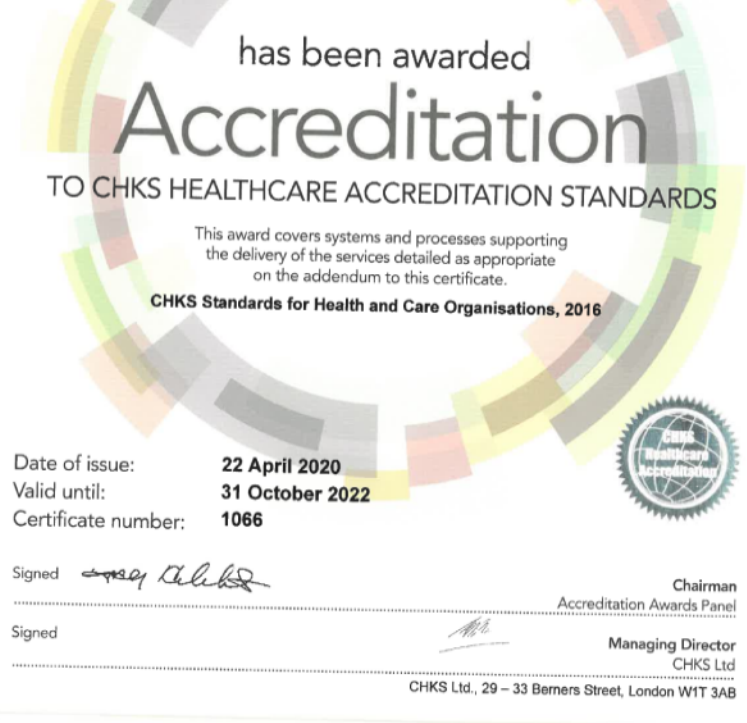 has been awarded
Accreditation
TO CHKS HEALTHCARE ACCREDITATION STANDARDS
This award covers systems and processes supporting
the delivery of the services detailed as appropriate
on the addendum to this certificate.
CHKS Standards for Health and Care Organisations, 2016
CHKS
Healthcare
Accreditation
Date of issue: 22 April 2020
Valid until: 31 October 2022
Certificate number: 1066
Signed
Chairman
Accreditation Awards Panel
Signed
Managing Director
CHKS Ltd
CHKS Ltd., 29 – 33 Berners Street, London W1T 3AB